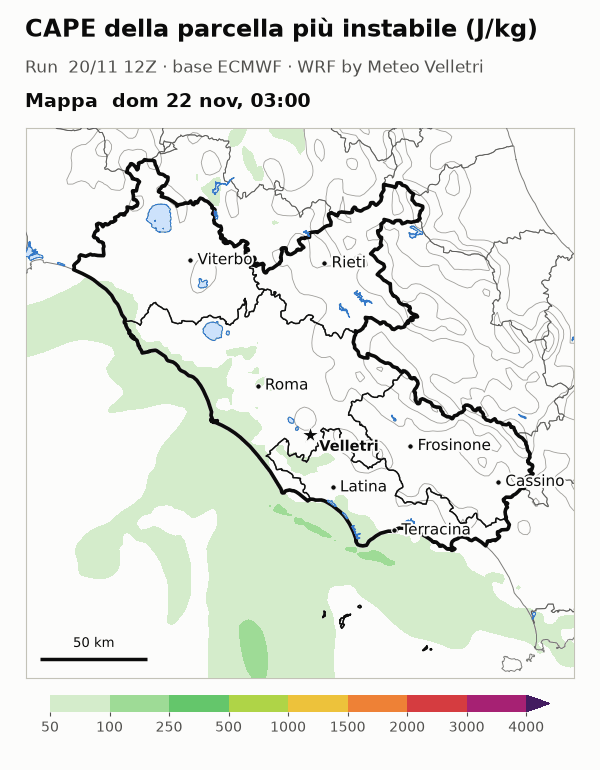 CAPE della parcella più instabile (J/kg)
Run  20/11 12Z · base ECMWF · WRF by Meteo Velletri
Mappa  dom 22 nov, 03:00
Viterbo
Rieti
Roma
Velletri
Frosinone
Latina
Cassino
Terracina
50 km
50 100 250 500 1000 1500 2000 3000 4000